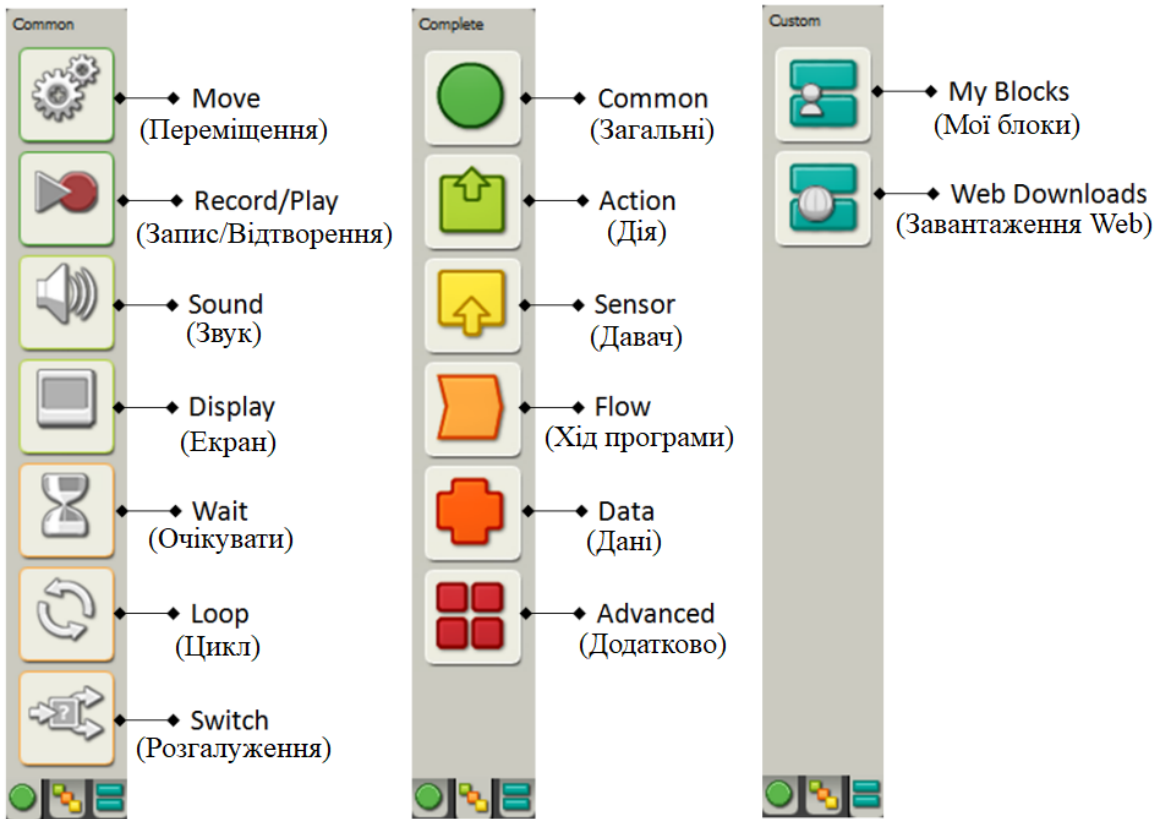 Common
Move
(Переміщення)
Record/Play
(Запис/Відтворення)
Sound
(Звук)
Display
(Екран)
Wait
(Очікувати)
Loop
(Цикл)
?
Switch
(Розгалуження)
Complete
Common
(Загальні)
Action
(Дія)
Sensor
(Давач)
Flow
(Хід програми)
Data
(Дані)
Advanced
(Додатково)
Custom
My Blocks
(Мої блоки)
Web Downloads
(Завантаження Web)